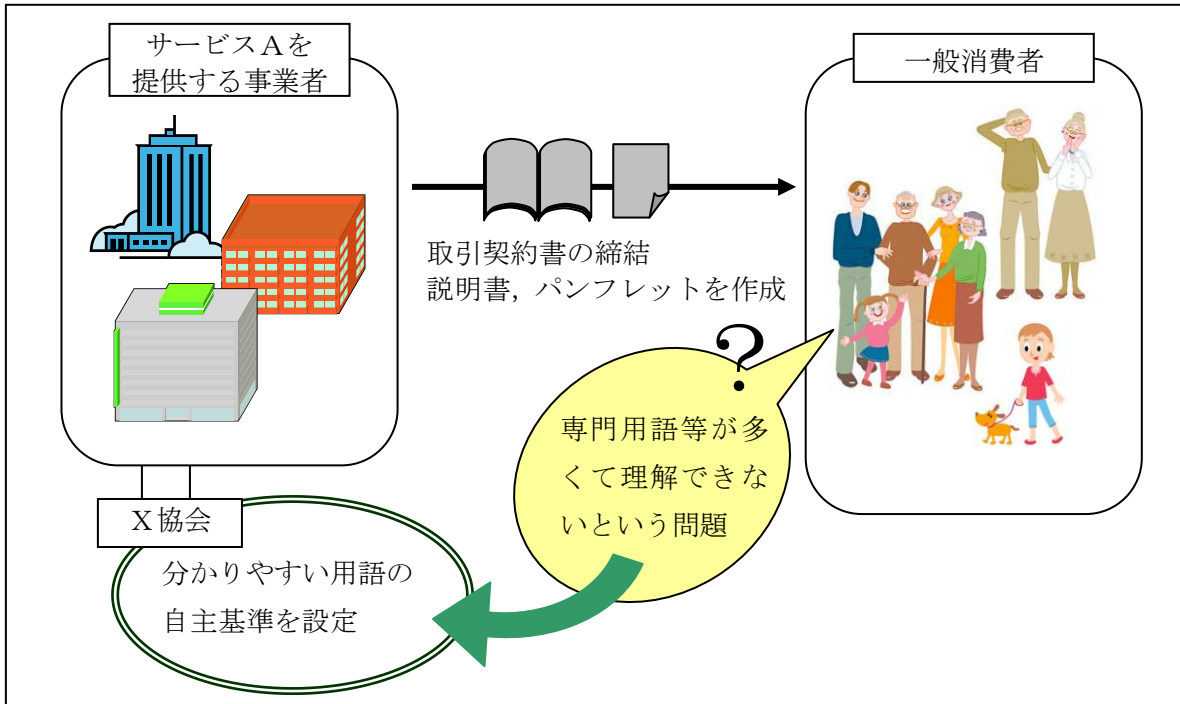 サービスAを
提供する事業者
一般消費者
取引契約書の締結
説明書,パンフレットを作成
?
専門用語等が多
くて理解できな
いという問題
X協会
分かりやすい用語の
自主基準を設定